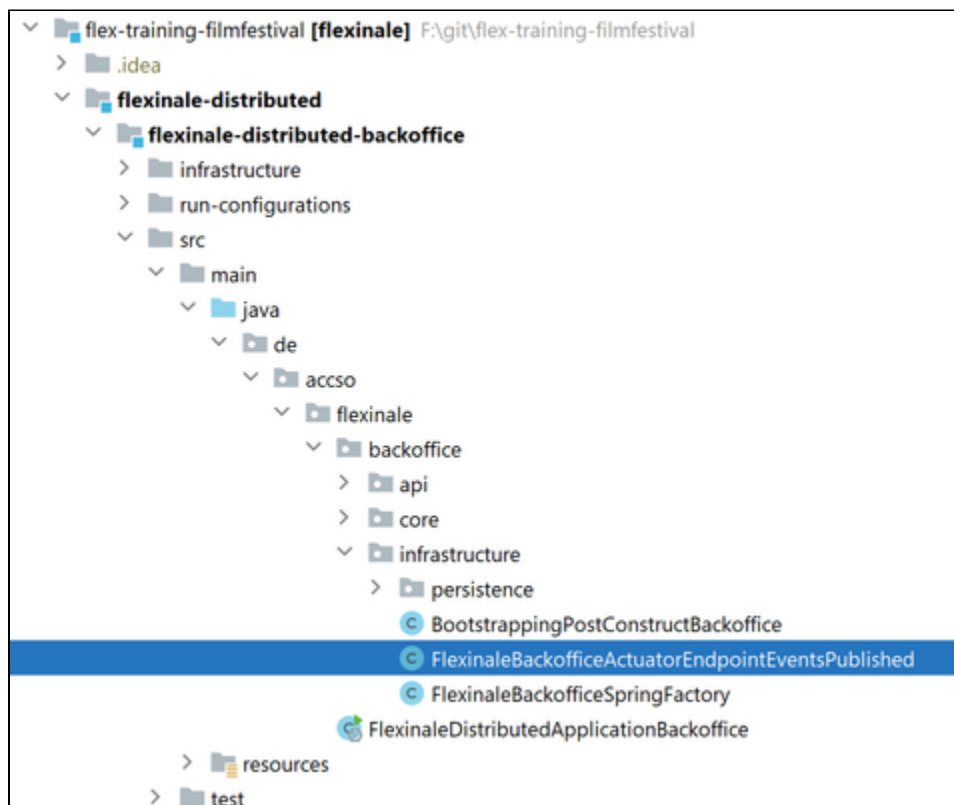 flex-training-filmfestival [flexinale] F:\git\flex-training-filmfestival
.idea
flexinale-distributed
flexinale-distributed-backoffice
infrastructure
run-configurations
src
main
java
de
accso
flexinale
backoffice
api
core
infrastructure
persistence
BootstrappingPostConstructBackoffice
FlexinaleBackofficeActuatorEndpointEventsPublished
FlexinaleBackofficeSpringFactory
FlexinaleDistributedApplicationBackoffice
resources
test